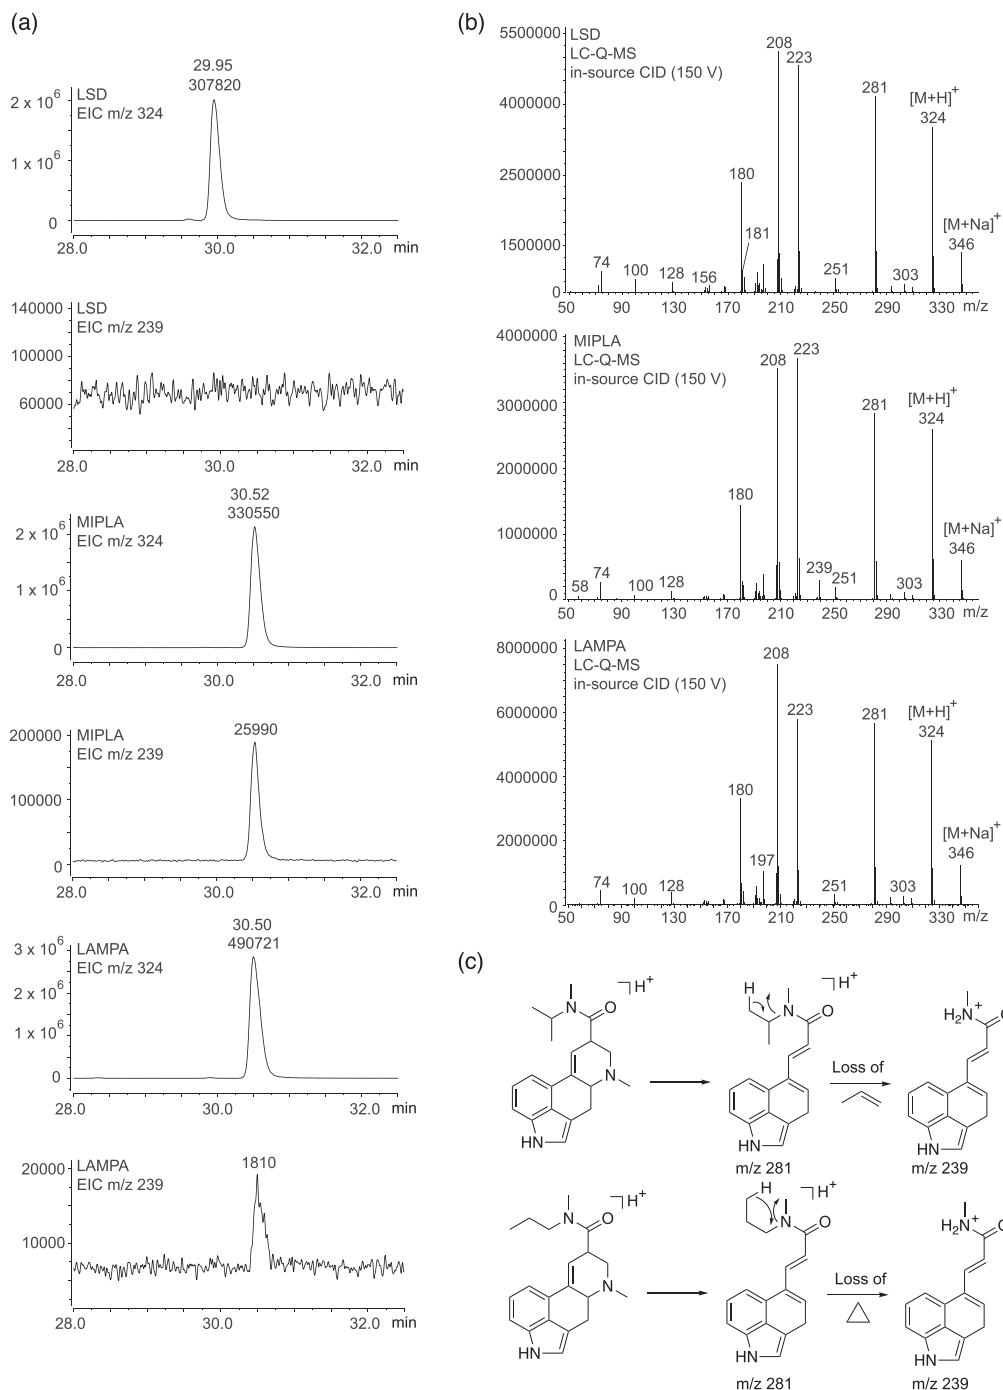 (a)
29.95
307820
LSD
EIC m/z 324
2 x 10^6
1 x 10^6
0
28.0 30.0 32.0 min
LSD
EIC m/z 239
140000
100000
60000
28.0 30.0 32.0 min
30.52
330550
MIPLA
EIC m/z 324
2 x 10^6
1 x 10^6
0
28.0 30.0 32.0 min
25990
MIPLA
EIC m/z 239
200000
100000
0
28.0 30.0 32.0 min
30.50
490721
LAMPA
EIC m/z 324
3 x 10^6
2 x 10^6
1 x 10^6
0
28.0 30.0 32.0 min
1810
LAMPA
EIC m/z 239
20000
10000
28.0 30.0 32.0 min
(b)
LSD
LC-Q-MS
in-source CID (150 V)
5500000
4000000
2500000
1500000
0
74 100 128 156 180 181 208 223 251 281 303
[M+H]+
324
[M+Na]+
346
50 90 130 170 210 250 290 330 m/z
MIPLA
LC-Q-MS
in-source CID (150 V)
4000000
3000000
2000000
1000000
0
58 74 100 128 180 208 223 239 251 281 303
[M+H]+
324
[M+Na]+
346
50 90 130 170 210 250 290 330 m/z
LAMPA
LC-Q-MS
in-source CID (150 V)
8000000
6000000
4000000
2000000
0
74 100 128 180 197 208 223 251 281 303
[M+H]+
324
[M+Na]+
346
50 90 130 170 210 250 290 330 m/z
(c)
N O H+
N
HN
H N O H+
HN
m/z 281
Loss of
H2N+ O
HN
m/z 239
N O H+
N
HN
H N O H+
HN
m/z 281
Loss of
H2N+ O
HN
m/z 239